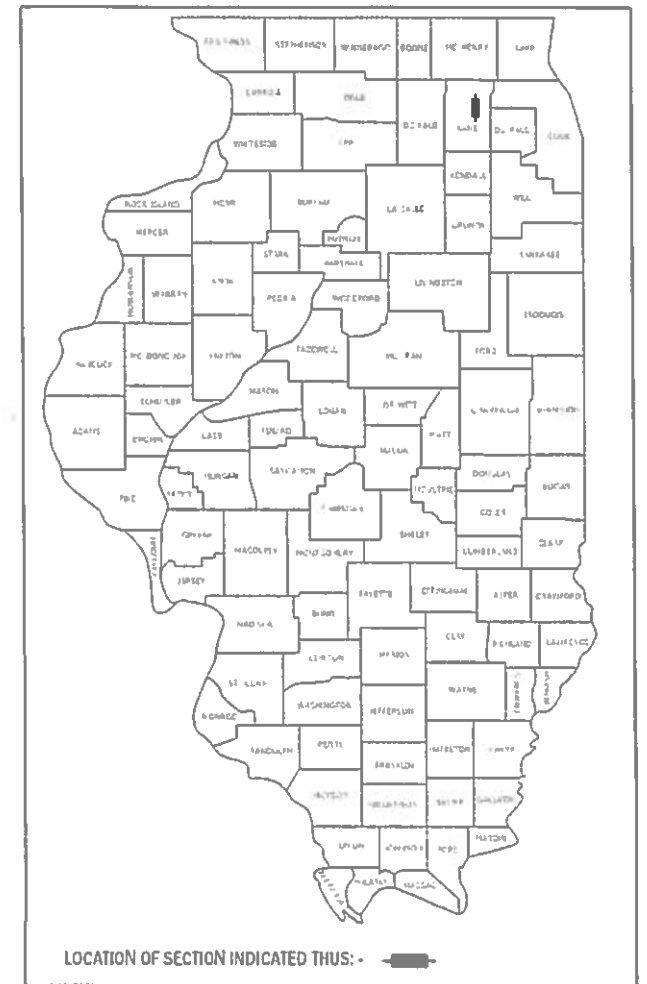 STEPHENSON WINNEBAGO BOONE MC HENRY LAKE
CARROLL OGLE
DE KALB KANE DU PAGE COOK
WHITESIDE LEE
KENDALL
ROCK ISLAND HENRY BUREAU LA SALLE WILL
MERCER PUTNAM GRUNDY
STARK MARSHALL KANKAKEE
HENDERSON WARREN KNOX PEORIA WOODFORD LIVINGSTON
IROQUOIS
HANCOCK MC DONOUGH FULTON TAZEWELL MC LEAN FORD
MASON
SCHUYLER LOGAN DE WITT CHAMPAIGN VERMILION
ADAMS BROWN CASS MENARD PIATT
MACON
MORGAN SANGAMON DOUGLAS
PIKE SCOTT MOULTRIE EDGAR
CHRISTIAN COLES
GREENE SHELBY
CALHOUN MACOUPIN MONTGOMERY CUMBERLAND CLARK
JERSEY
FAYETTE EFFINGHAM JASPER CRAWFORD
MADISON BOND
CLAY RICHLAND LAWRENCE
CLINTON MARION
ST. CLAIR WAYNE EDWARDS WABASH
MONROE WASHINGTON JEFFERSON
RANDOLPH PERRY HAMILTON WHITE
FRANKLIN
JACKSON WILLIAMSON SALINE GALLATIN
UNION JOHNSON POPE HARDIN
PULASKI MASSAC
LOCATION OF SECTION INDICATED THUS: -